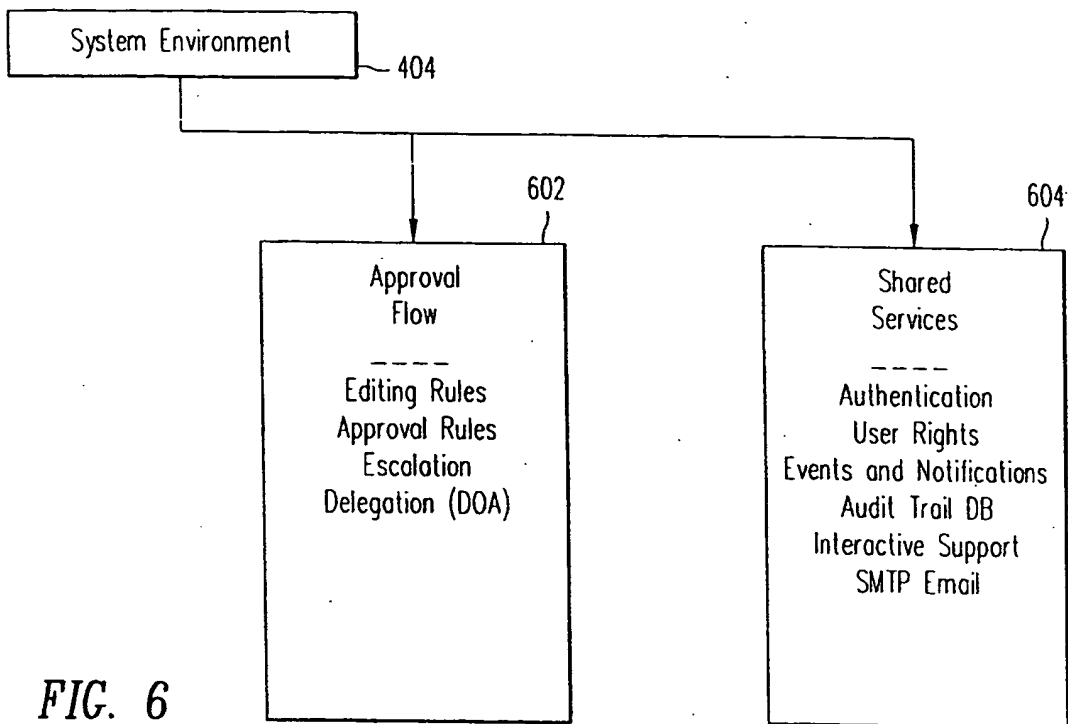 System Environment
404
602
604
Approval
Flow
Editing Rules
Approval Rules
Escalation
Delegation (DOA)
Shared
Services
Authentication
User Rights
Events and Notifications
Audit Trail DB
Interactive Support
SMTP Email
FIG. 6